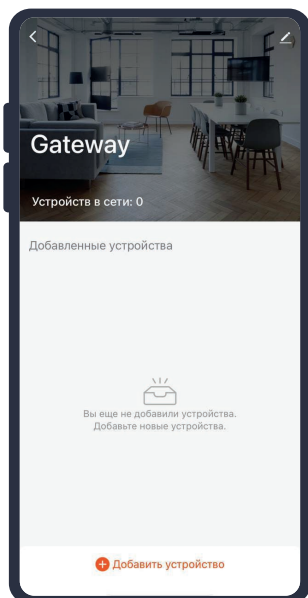 Gateway
Устройств в сети: 0
Добавленные устройства
Вы еще не добавили устройства.
Добавьте новые устройства.
Добавить устройство